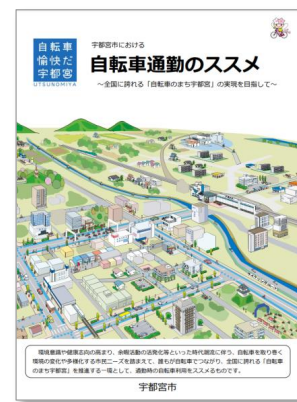 自転車
愉快だ
宇都宮
UTSUNOMIYA
宇都宮市における
自転車通勤のススメ
～全国に誇れる「自転車のまち宇都宮」の実現を目指して～
環境意識や健康志向の高まり、余暇活動の活発化等といった時代潮流に伴う、自転車を取り巻く
環境の変化や多様化する市民ニーズを踏まえて、誰もが自転車でつながり、全国に誇れる「自転車
のまち宇都宮」を推進する一環として、通勤時の自転車利用をススメるものです。
宇都宮市